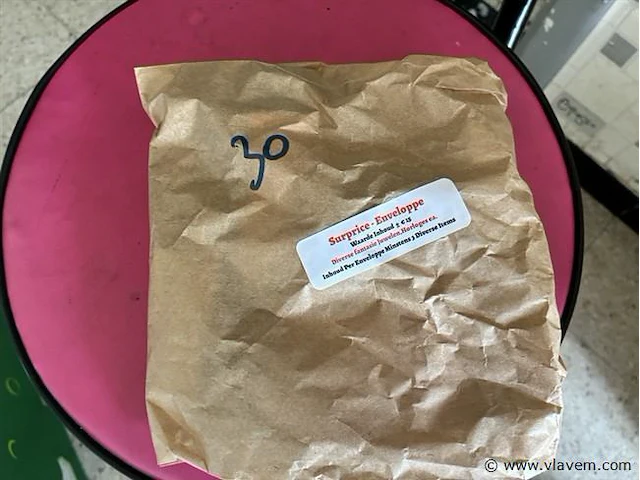 30
Surprice - Enveloppe
Waarde Inhoud ± € 15
Diverse fantasie Juwelen,Horloges ea.
Inhoud Per Enveloppe Minstens 3 Diverse Items
© www.vlavem.com